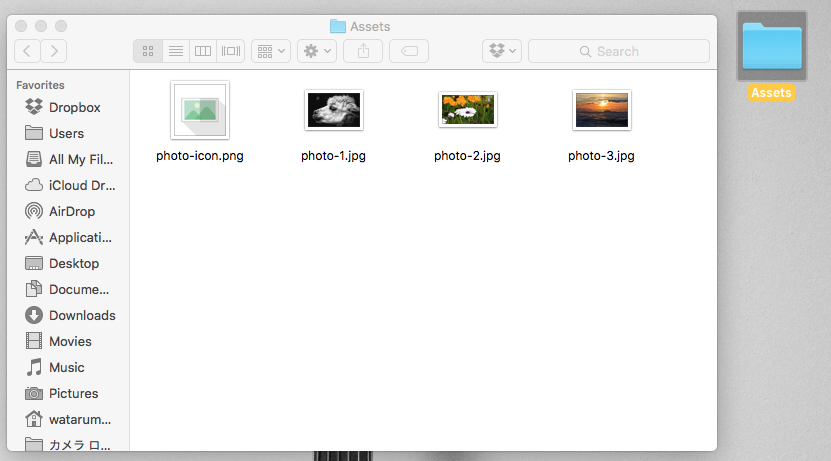 Assets
Search
Assets
Favorites
Dropbox
Users
All My Fil...
iCloud Dr...
AirDrop
Applicati...
Desktop
Docume...
Downloads
Movies
Music
Pictures
watarum...
カメラ ロ...
photo-icon.png
photo-1.jpg
photo-2.jpg
photo-3.jpg